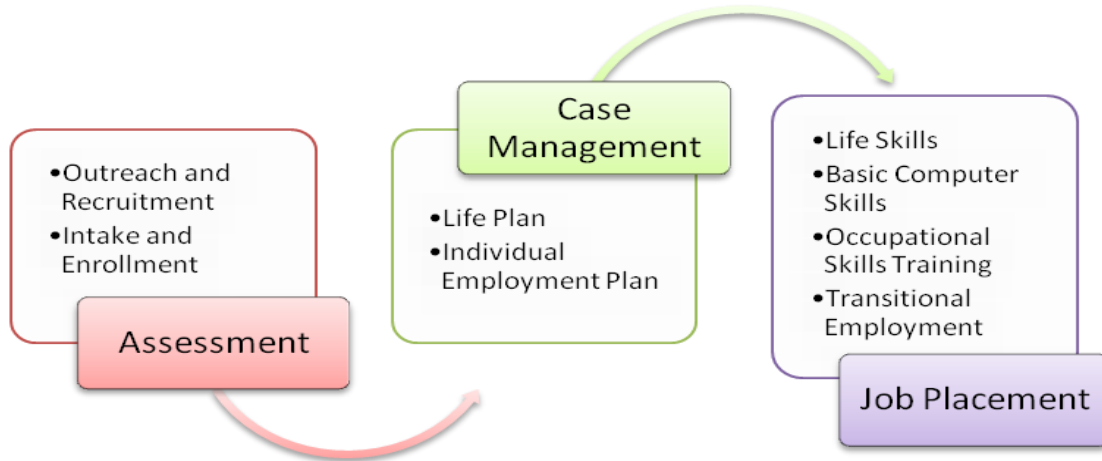 •Outreach and
Recruitment
•Intake and
Enrollment
Assessment
Case
Management
•Life Plan
•Individual
Employment Plan
•Life Skills
•Basic Computer
Skills
•Occupational
Skills Training
•Transitional
Employment
Job Placement